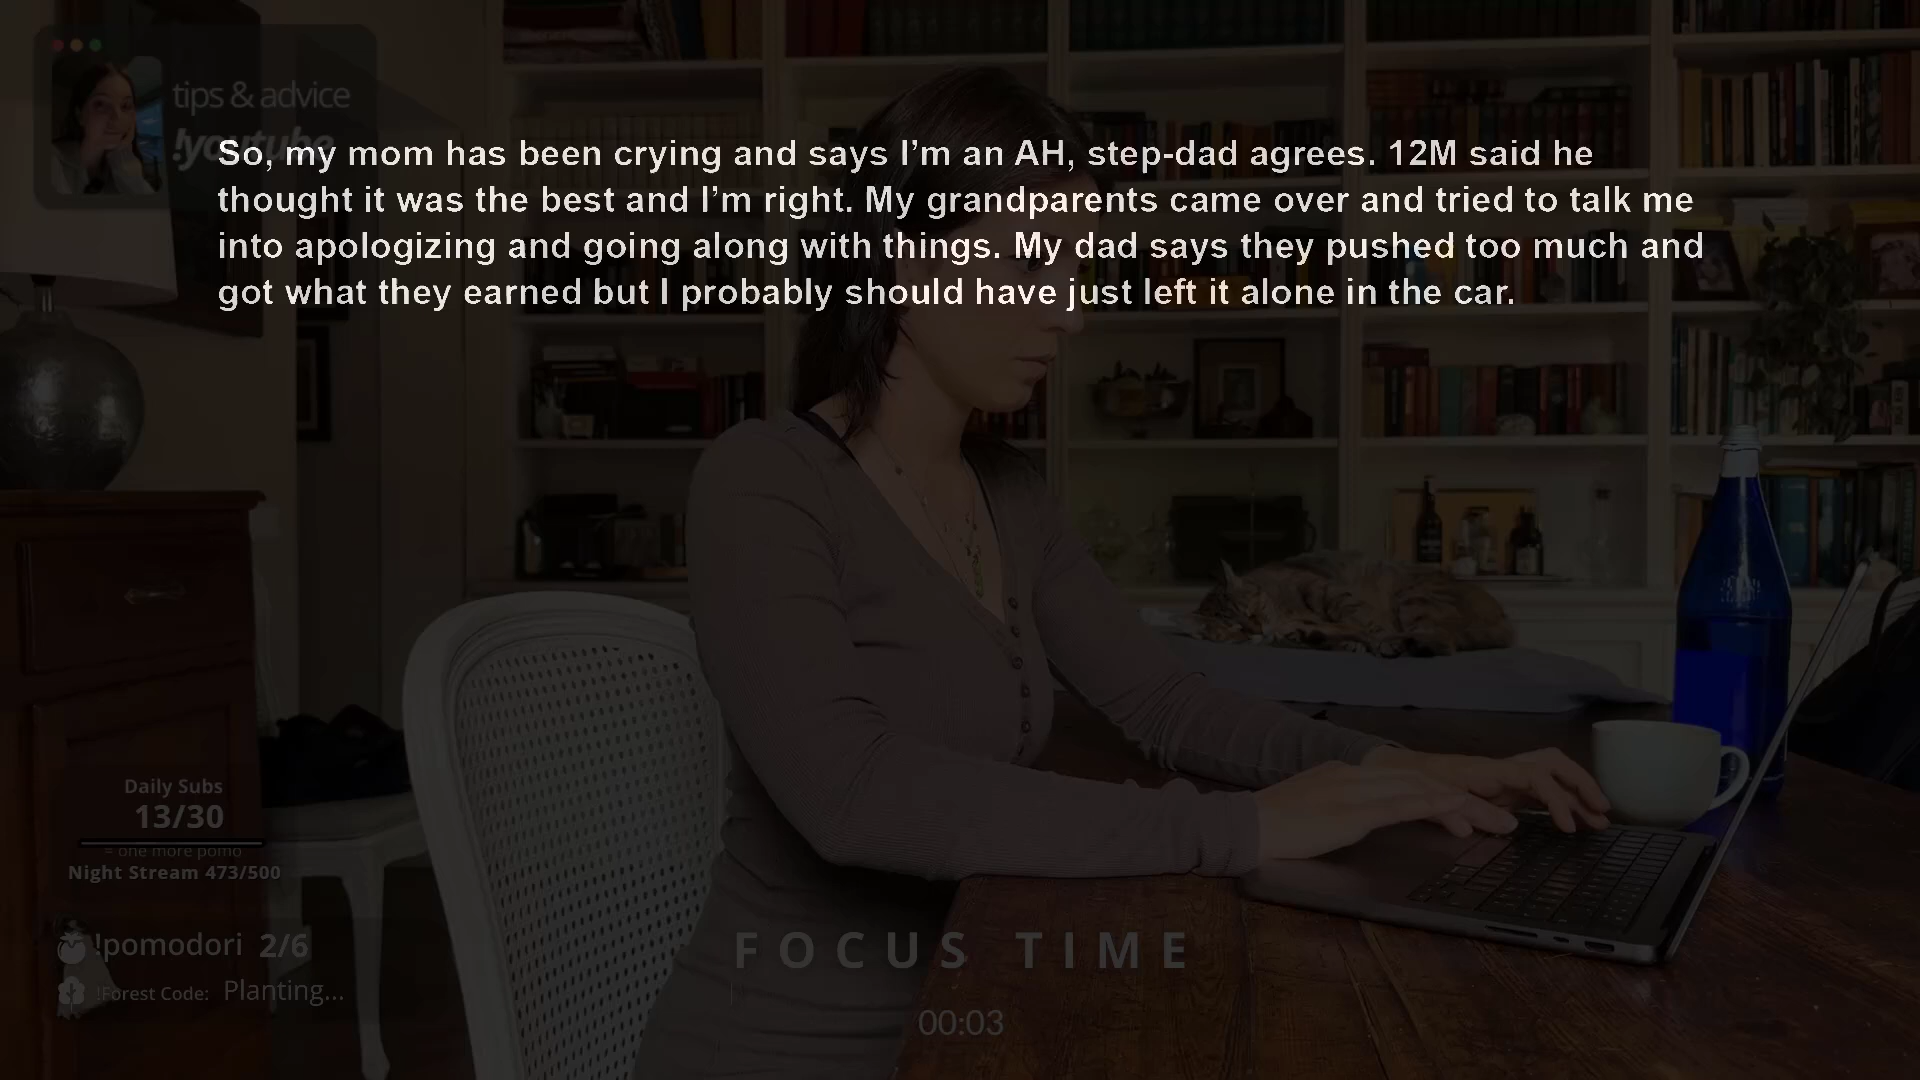 tips & advice
!youtube
So, my mom has been crying and says I’m an AH, step-dad agrees. 12M said he
thought it was the best and I’m right. My grandparents came over and tried to talk me
into apologizing and going along with things. My dad says they pushed too much and
got what they earned but I probably should have just left it alone in the car.
Daily Subs
13/30
= one more pomo
Night Stream 473/500
!pomodori 2/6
!Forest Code: Planting...
FOCUS TIME
00:03